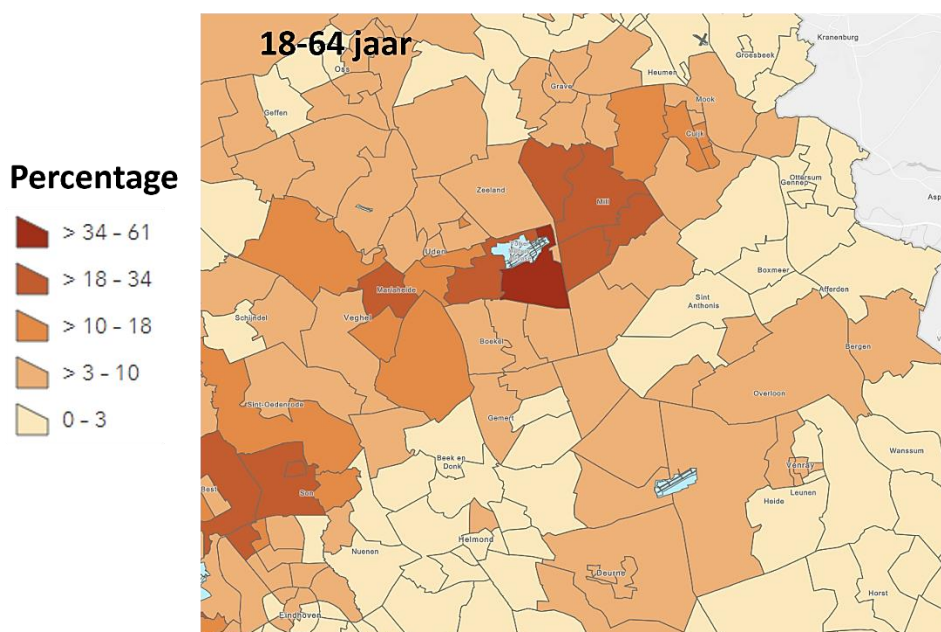 18-64 jaar
Percentage
> 34 - 61
> 18 - 34
> 10 - 18
> 3 - 10
0 - 3
Kranenburg
Groesbeek
Heumen
Oss
Grave
Mook
Geffen
Cuijk
Ottersum
Gennep
Zeeland
Mill
Uden
Boxmeer
Mariaheide
Sint
Anthonis
Afferden
Schijndel
Veghel
Boekel
Bergen
Overloon
Sint-Oedenrode
Gemert
Wanssum
Beek en
Donk
Venray
Best
Son
Heide
Leunen
Helmond
Nuenen
Deurne
Horst
Eindhoven